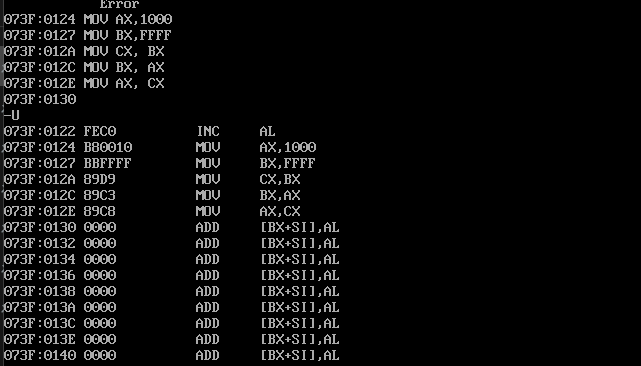 Error
073F:0124 MOV AX,1000
073F:0127 MOV BX,FFFF
073F:012A MOV CX, BX
073F:012C MOV BX, AX
073F:012E MOV AX, CX
073F:0130
-U
073F:0122 FEC0 INC AL
073F:0124 B80010 MOV AX,1000
073F:0127 BBFFFF MOV BX,FFFF
073F:012A 89D9 MOV CX,BX
073F:012C 89C3 MOV BX,AX
073F:012E 89C8 MOV AX,CX
073F:0130 0000 ADD [BX+SI],AL
073F:0132 0000 ADD [BX+SI],AL
073F:0134 0000 ADD [BX+SI],AL
073F:0136 0000 ADD [BX+SI],AL
073F:0138 0000 ADD [BX+SI],AL
073F:013A 0000 ADD [BX+SI],AL
073F:013C 0000 ADD [BX+SI],AL
073F:013E 0000 ADD [BX+SI],AL
073F:0140 0000 ADD [BX+SI],AL